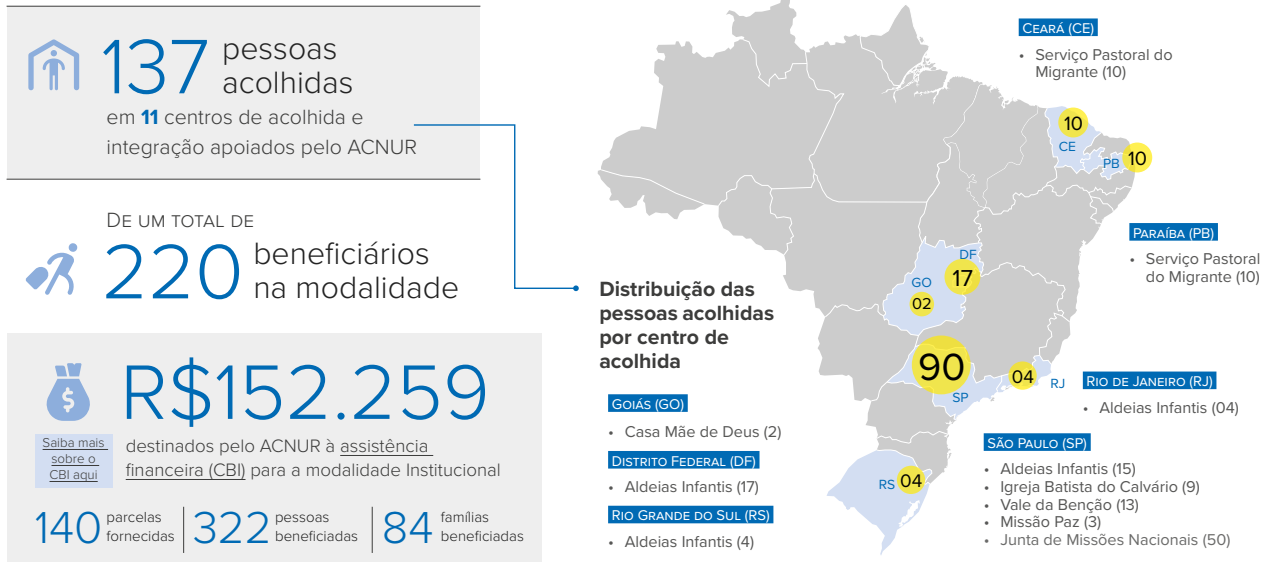 137 pessoas
acolhidas
em 11 centros de acolhida e
integração apoiados pelo ACNUR
DE UM TOTAL DE
220 beneficiários
na modalidade
R$152.259
Saiba mais
sobre o
CBI aqui
destinados pelo ACNUR à assistência
financeira (CBI) para a modalidade Institucional
140 parcelas
fornecidas
322 pessoas
beneficiadas
84 famílias
beneficiadas
Distribuição das
pessoas acolhidas
por centro de
acolhida
GOIÁS (GO)
• Casa Mãe de Deus (2)
DISTRITO FEDERAL (DF)
• Aldeias Infantis (17)
RIO GRANDE DO SUL (RS)
• Aldeias Infantis (4)
10
CE
PB
10
DF
17
GO
02
90
SP
04
RJ
RS
04
CEARÁ (CE)
• Serviço Pastoral do
Migrante (10)
PARAÍBA (PB)
• Serviço Pastoral
do Migrante (10)
RIO DE JANEIRO (RJ)
• Aldeias Infantis (04)
SÃO PAULO (SP)
• Aldeias Infantis (15)
• Igreja Batista do Calvário (9)
• Vale da Benção (13)
• Missão Paz (3)
• Junta de Missões Nacionais (50)